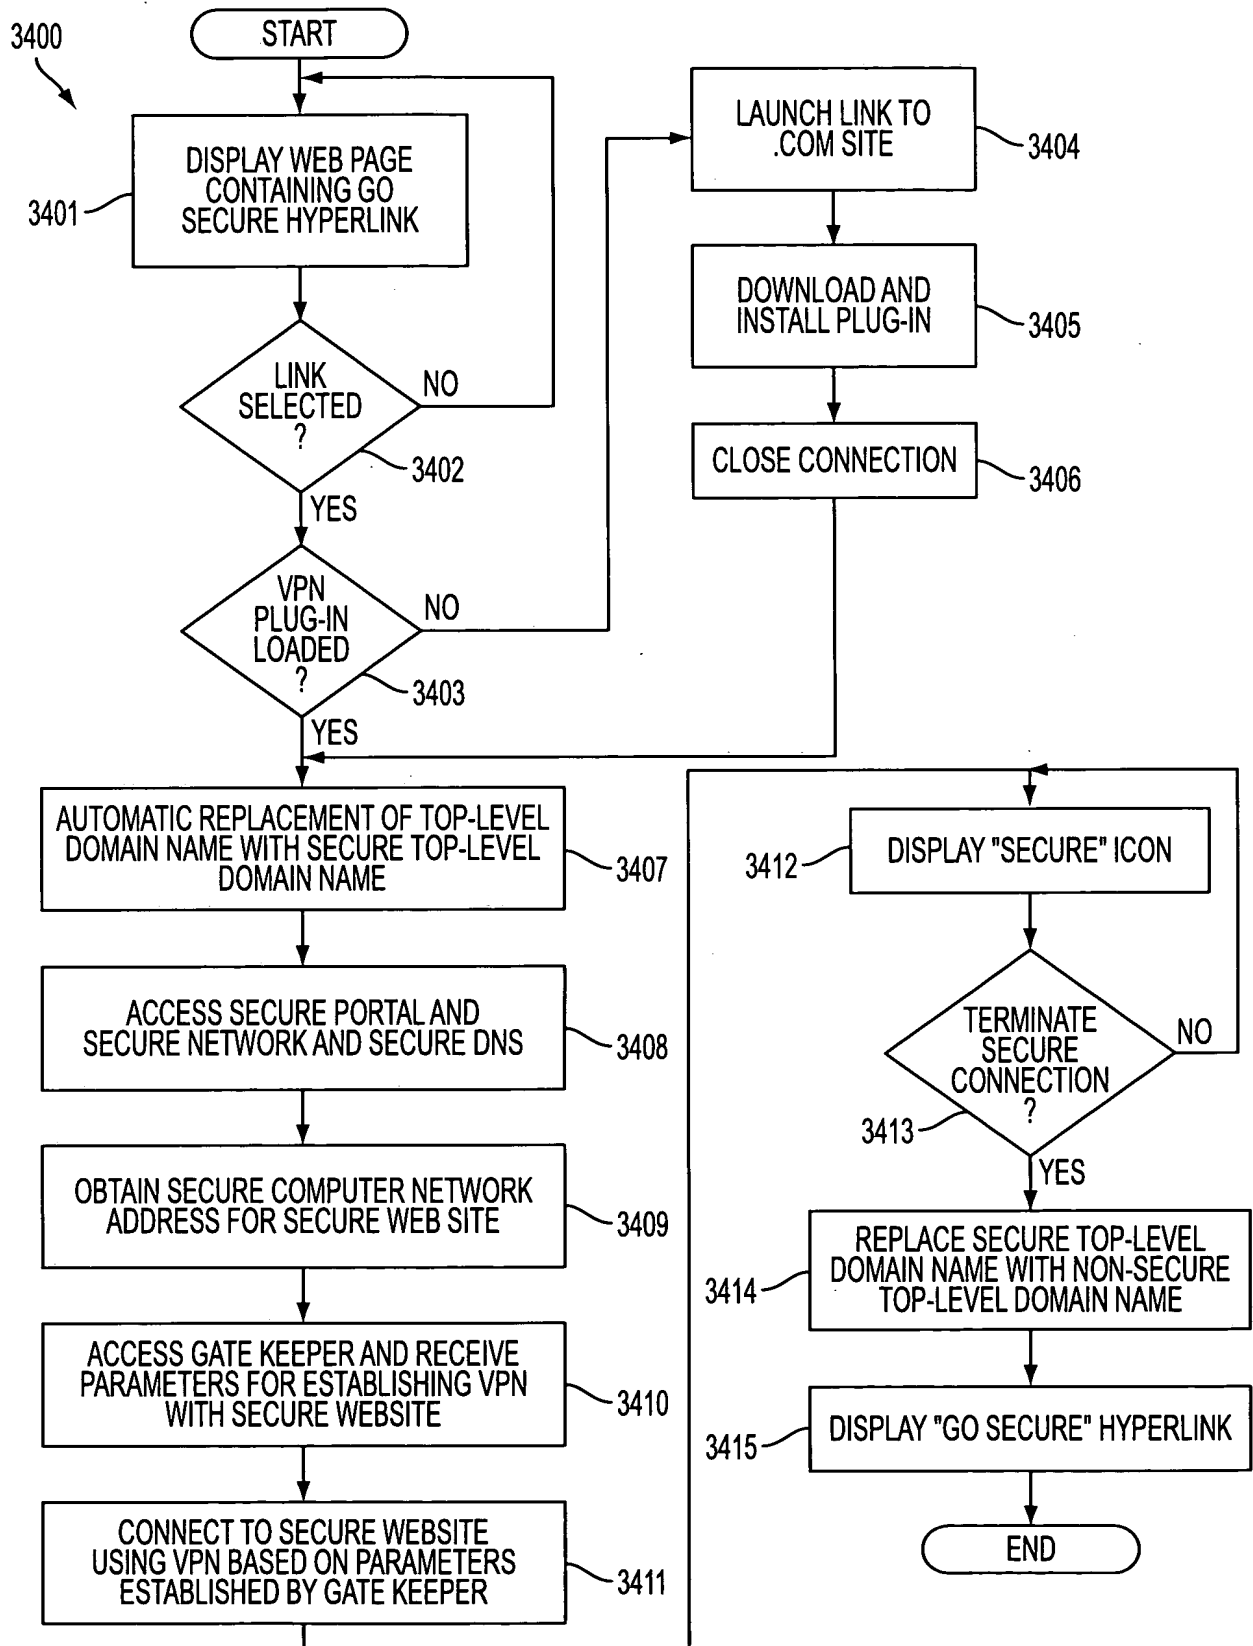 3400
START
DISPLAY WEB PAGE
CONTAINING GO
SECURE HYPERLINK
3401
LINK
SELECTED
?
NO
3402
YES
VPN
PLUG-IN
LOADED
?
NO
3403
YES
LAUNCH LINK TO
.COM SITE
3404
DOWNLOAD AND
INSTALL PLUG-IN
3405
CLOSE CONNECTION
3406
AUTOMATIC REPLACEMENT OF TOP-LEVEL
DOMAIN NAME WITH SECURE TOP-LEVEL
DOMAIN NAME
3407
ACCESS SECURE PORTAL AND
SECURE NETWORK AND SECURE DNS
3408
OBTAIN SECURE COMPUTER NETWORK
ADDRESS FOR SECURE WEB SITE
3409
ACCESS GATE KEEPER AND RECEIVE
PARAMETERS FOR ESTABLISHING VPN
WITH SECURE WEBSITE
3410
CONNECT TO SECURE WEBSITE
USING VPN BASED ON PARAMETERS
ESTABLISHED BY GATE KEEPER
3411
DISPLAY "SECURE" ICON
3412
TERMINATE
SECURE
CONNECTION
?
NO
3413
YES
REPLACE SECURE TOP-LEVEL
DOMAIN NAME WITH NON-SECURE
TOP-LEVEL DOMAIN NAME
3414
DISPLAY "GO SECURE" HYPERLINK
3415
END